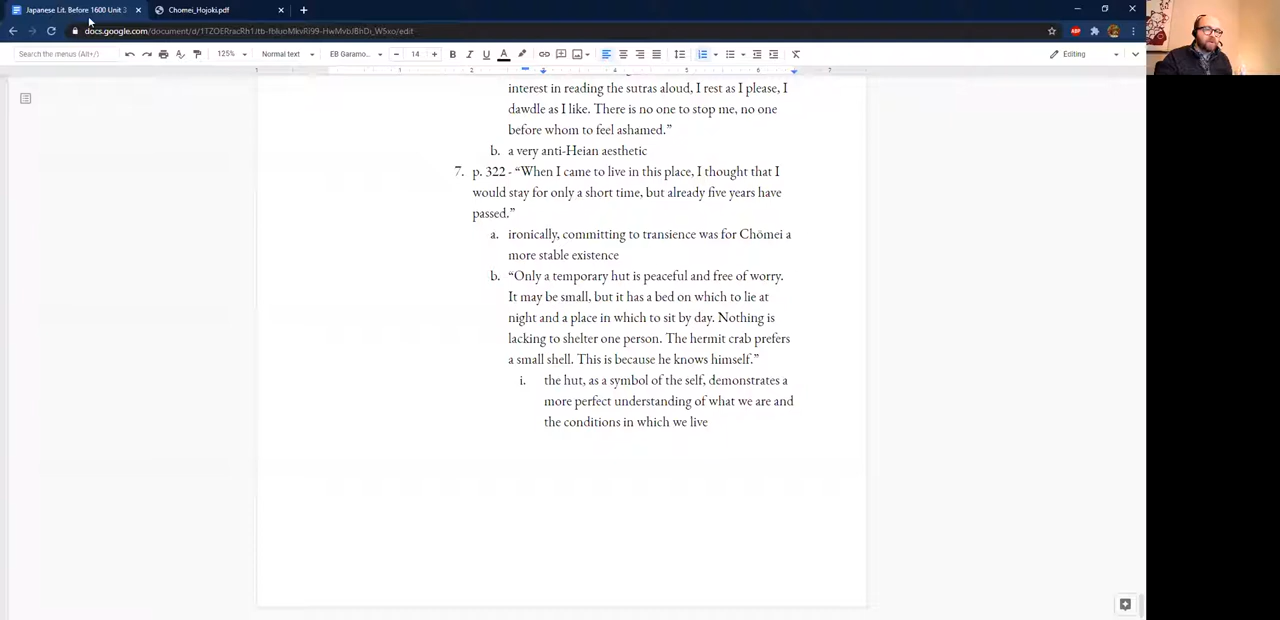 Japanese Lit. Before 1600 Unit 3
Chomei_Hojoki.pdf
Search the menus (Alt+/)
125%
Normal text
EB Garamo...
14
Editing
interest in reading the sutras aloud, I rest as I please, I
dawdle as I like. There is no one to stop me, no one
before whom to feel ashamed.”
b. a very anti-Heian aesthetic
7. p. 322 - “When I came to live in this place, I thought that I
would stay for only a short time, but already five years have
passed.”
a. ironically, committing to transience was for Chōmei a
more stable existence
b. “Only a temporary hut is peaceful and free of worry.
It may be small, but it has a bed on which to lie at
night and a place in which to sit by day. Nothing is
lacking to shelter one person. The hermit crab prefers
a small shell. This is because he knows himself.”
i. the hut, as a symbol of the self, demonstrates a
more perfect understanding of what we are and
the conditions in which we live